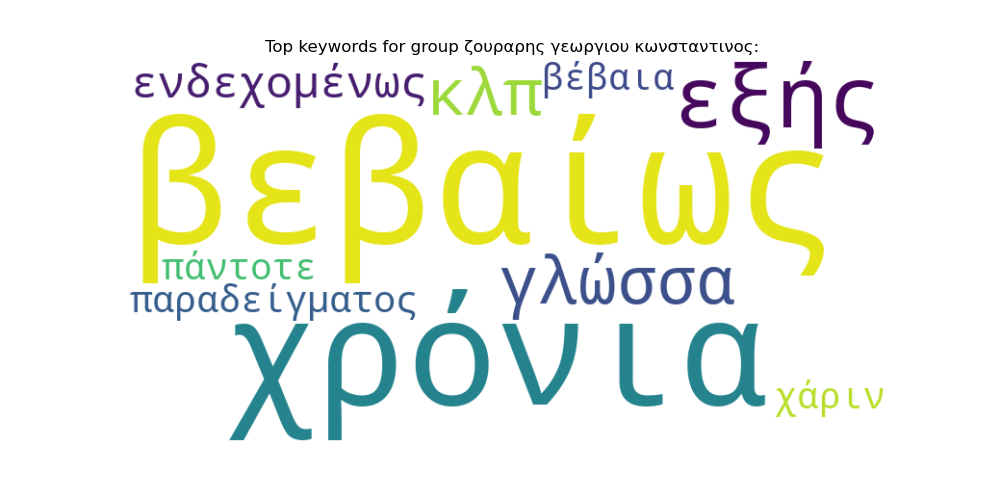 Top keywords for group ζουραρης γεωργιου κωνσταντινος:
ενδεχομένως κλπ βέβαια εξής
βεβαίως
πάντοτε γλώσσα
παραδείγματος
χρόνια χάριν